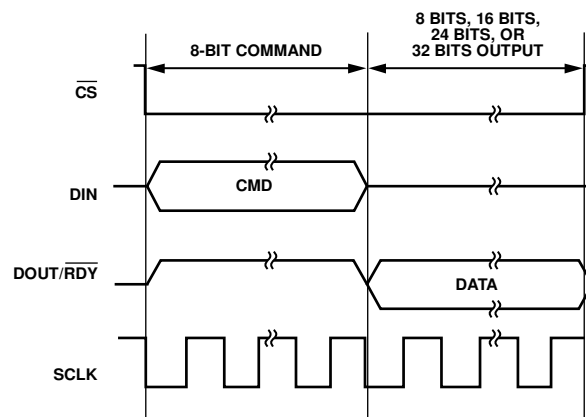 8 BITS, 16 BITS,
24 BITS, OR
32 BITS OUTPUT
8-BIT COMMAND
CS
DIN
CMD
DOUT/RDY
DATA
SCLK